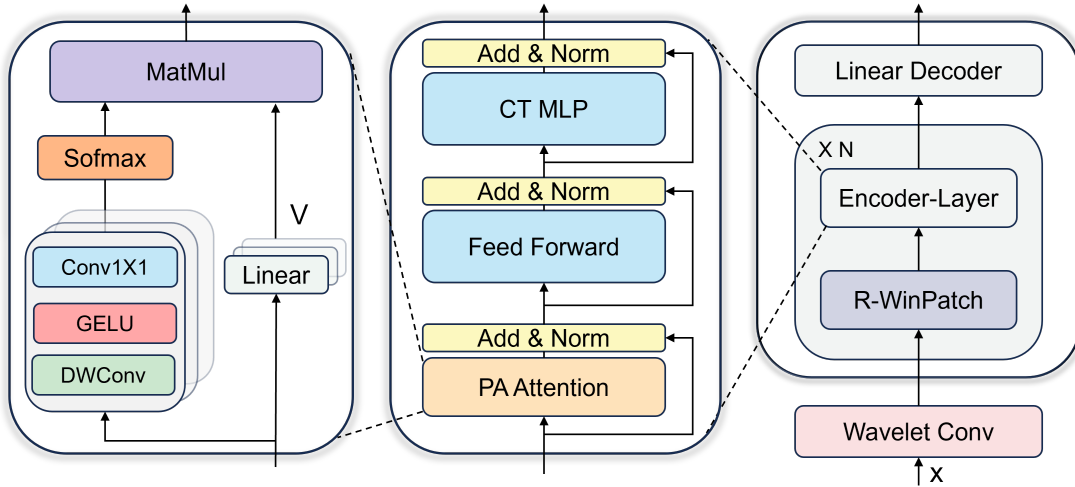 MatMul
Sofmax
V
Conv1X1
GELU
DWConv
Linear
Add & Norm
CT MLP
Add & Norm
Feed Forward
Add & Norm
PA Attention
Linear Decoder
X N
Encoder-Layer
R-WinPatch
Wavelet Conv
x